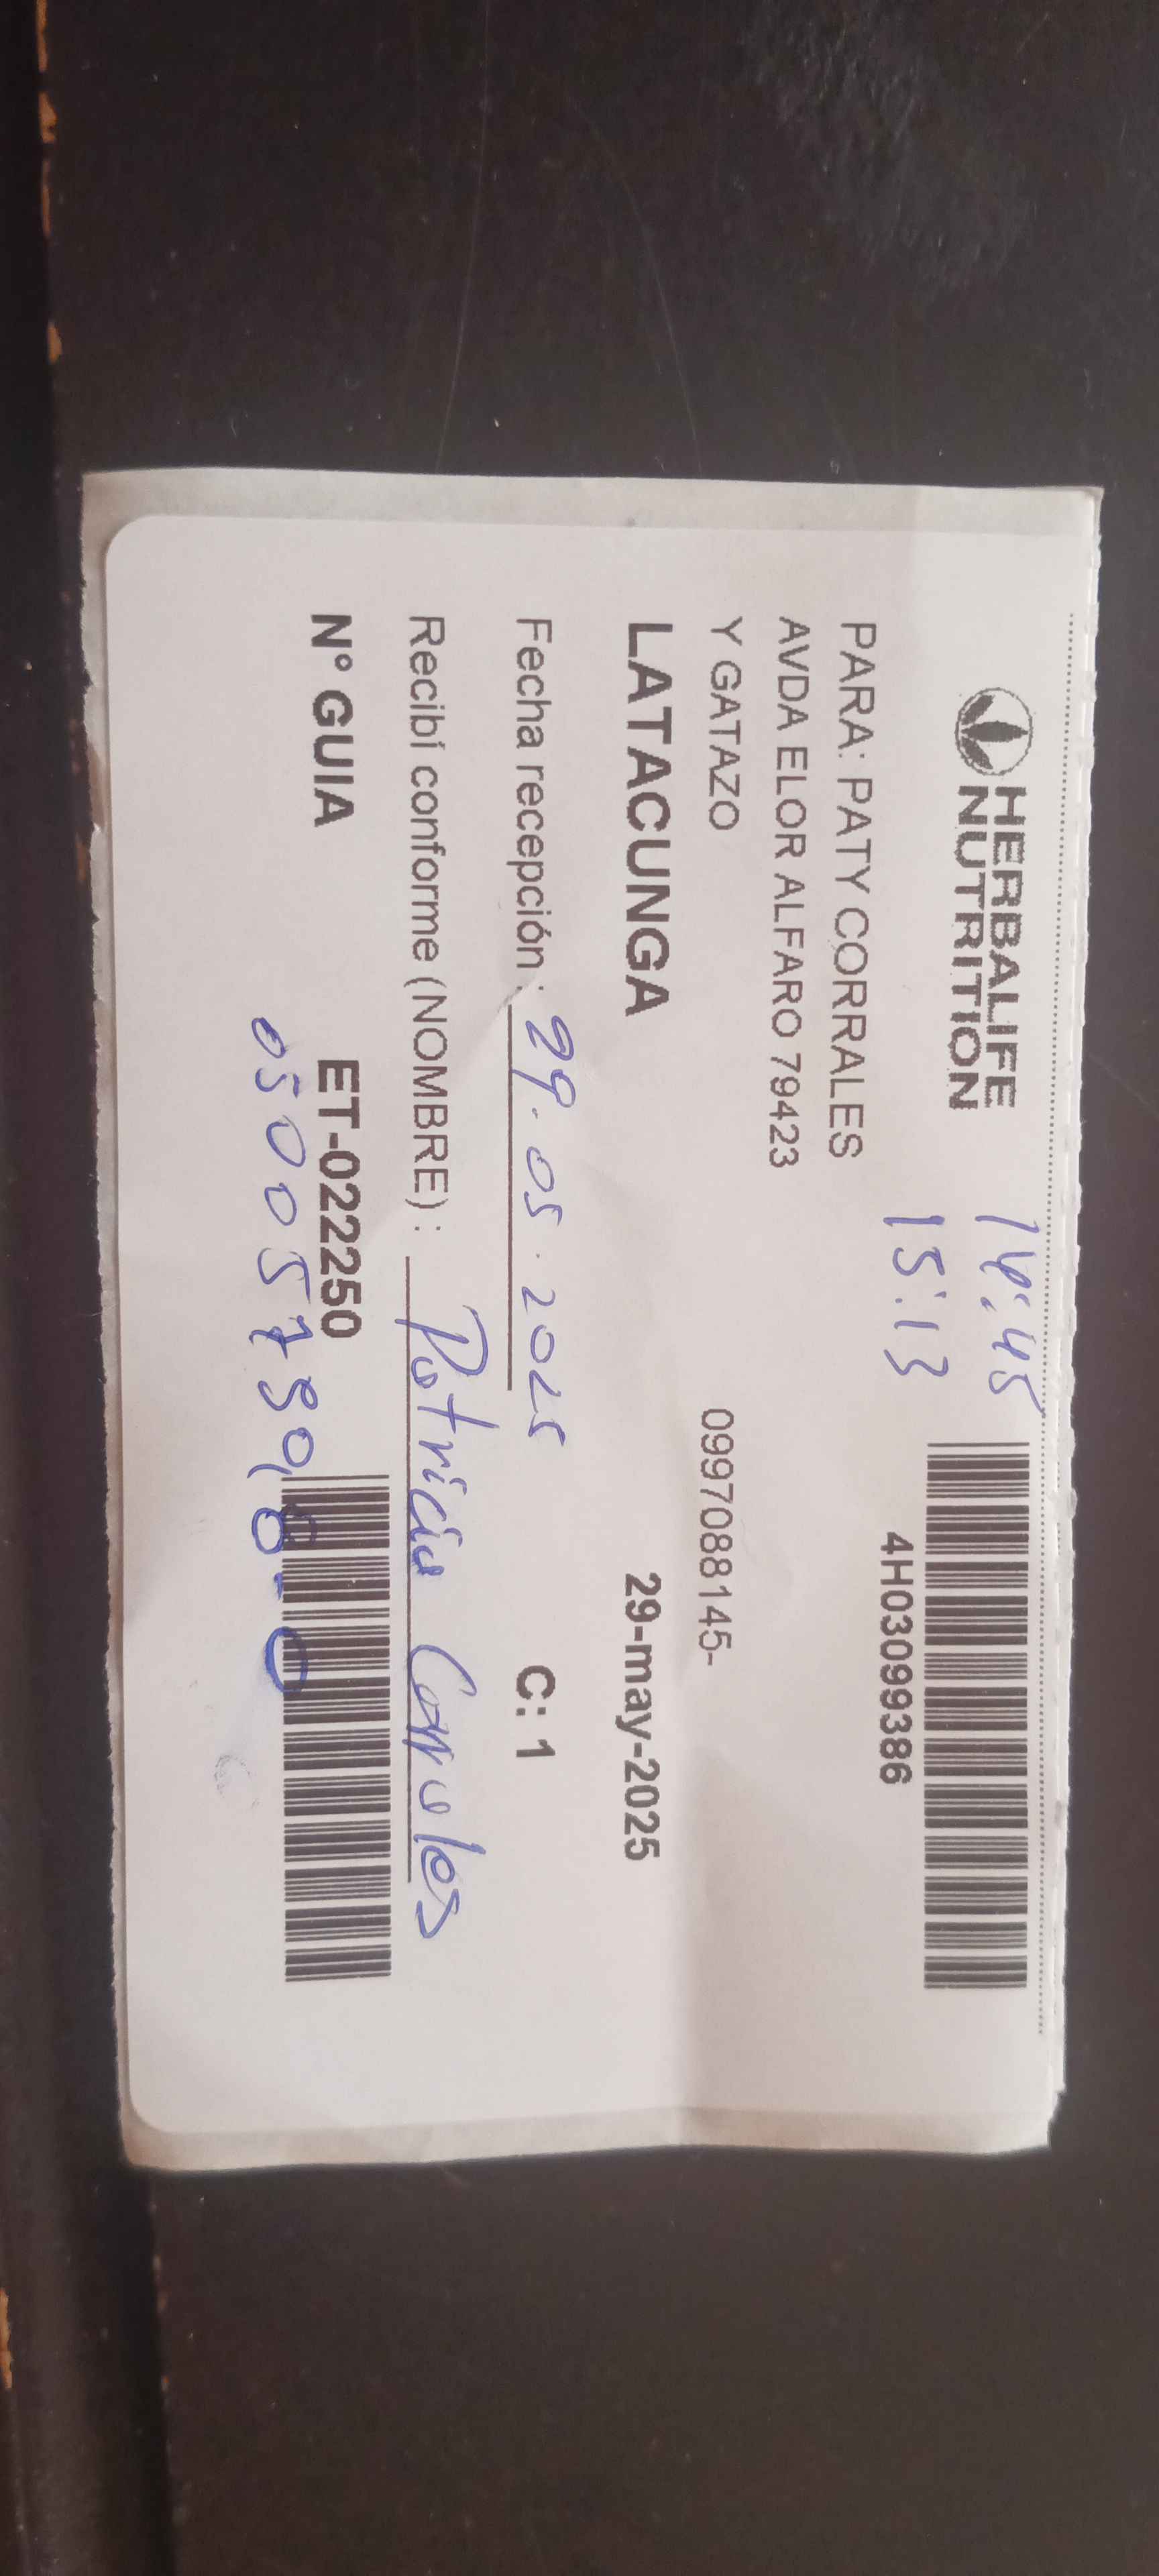 HERBALIFE
NUTRITION
14:45
15:13
4H03099386
PARA: PATY CORRALES
AVDA ELOR ALFARO 79423
Y GATAZO
0997088145-
LATACUNGA
29-may-2025
Fecha recepción : 29.05.2025
C: 1
Recibí conforme (NOMBRE) : Patricia Corrales
N° GUIA
ET-022250